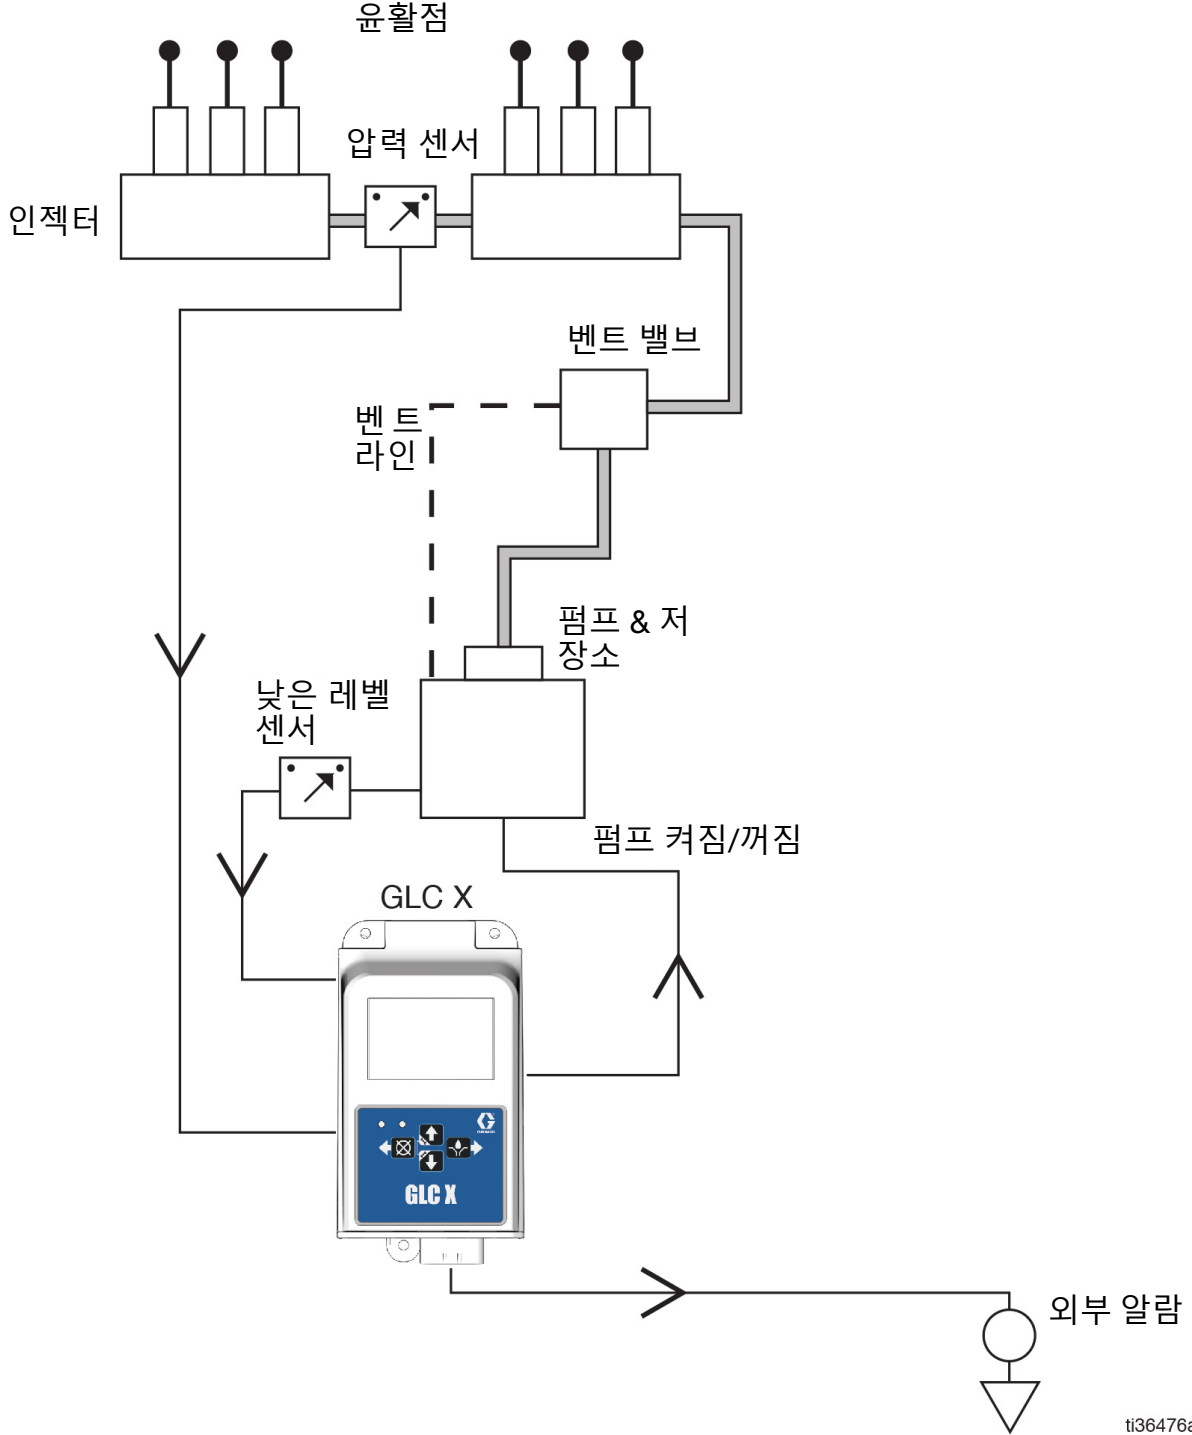 윤활점
압력 센서
인젝터
벤트 밸브
벤 트
라인
펌프 & 저
장소
낮은 레벨
센서
펌프 켜짐/꺼짐
GLC X
GLC X
외부 알람
ti36476a